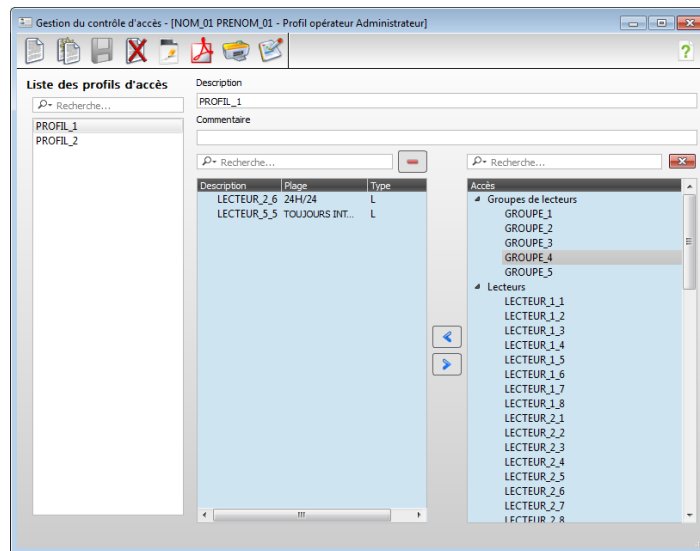 Gestion du contrôle d'accès - [NOM_01 PRENOM_01 - Profil opérateur Administrateur]
?
Liste des profils d'accès
Recherche...
PROFIL_1
PROFIL_2
Description
PROFIL_1
Commentaire
Recherche...
Description Plage Type
LECTEUR_2_6 24H/24 L
LECTEUR_5_5 TOUJOURS INT... L
Recherche...
Accès
Groupes de lecteurs
GROUPE_1
GROUPE_2
GROUPE_3
GROUPE_4
GROUPE_5
Lecteurs
LECTEUR_1_1
LECTEUR_1_2
LECTEUR_1_3
LECTEUR_1_4
LECTEUR_1_5
LECTEUR_1_6
LECTEUR_1_7
LECTEUR_1_8
LECTEUR_2_1
LECTEUR_2_2
LECTEUR_2_3
LECTEUR_2_4
LECTEUR_2_5
LECTEUR_2_6
LECTEUR_2_7
LECTEUR_2_8